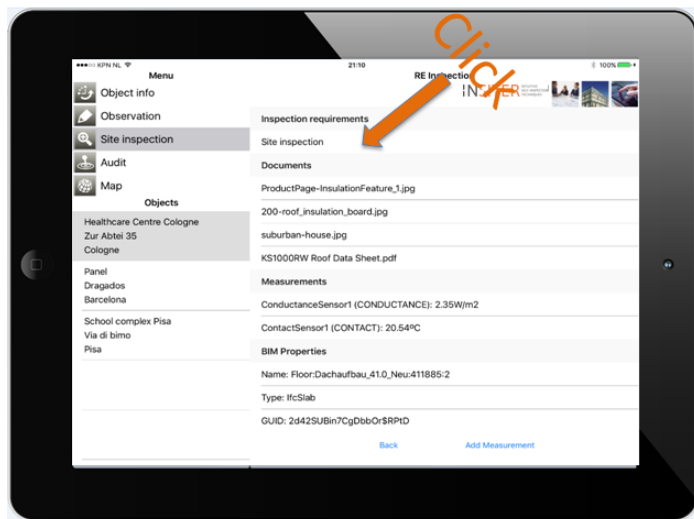 Click
KPN NL
21:10
100%
Menu
Object info
Observation
Site inspection
Audit
Map
Objects
Healthcare Centre Cologne
Zur Abtei 35
Cologne
Panel
Dragados
Barcelona
School complex Pisa
Via di bimo
Pisa
RE Inspection
Inspection requirements
Site inspection
Documents
ProductPage-InsulationFeature_1.jpg
200-roof_insulation_board.jpg
suburban-house.jpg
KS1000RW Roof Data Sheet.pdf
Measurements
ConductanceSensor1 (CONDUCTANCE): 2.35W/m2
ContactSensor1 (CONTACT): 20.54ºC
BIM Properties
Name: Floor:Dachaufbau_41.0_Neu:411885:2
Type: IfcSlab
GUID: 2d42SUBin7CgDbbOr$RPtD
Back
Add Measurement